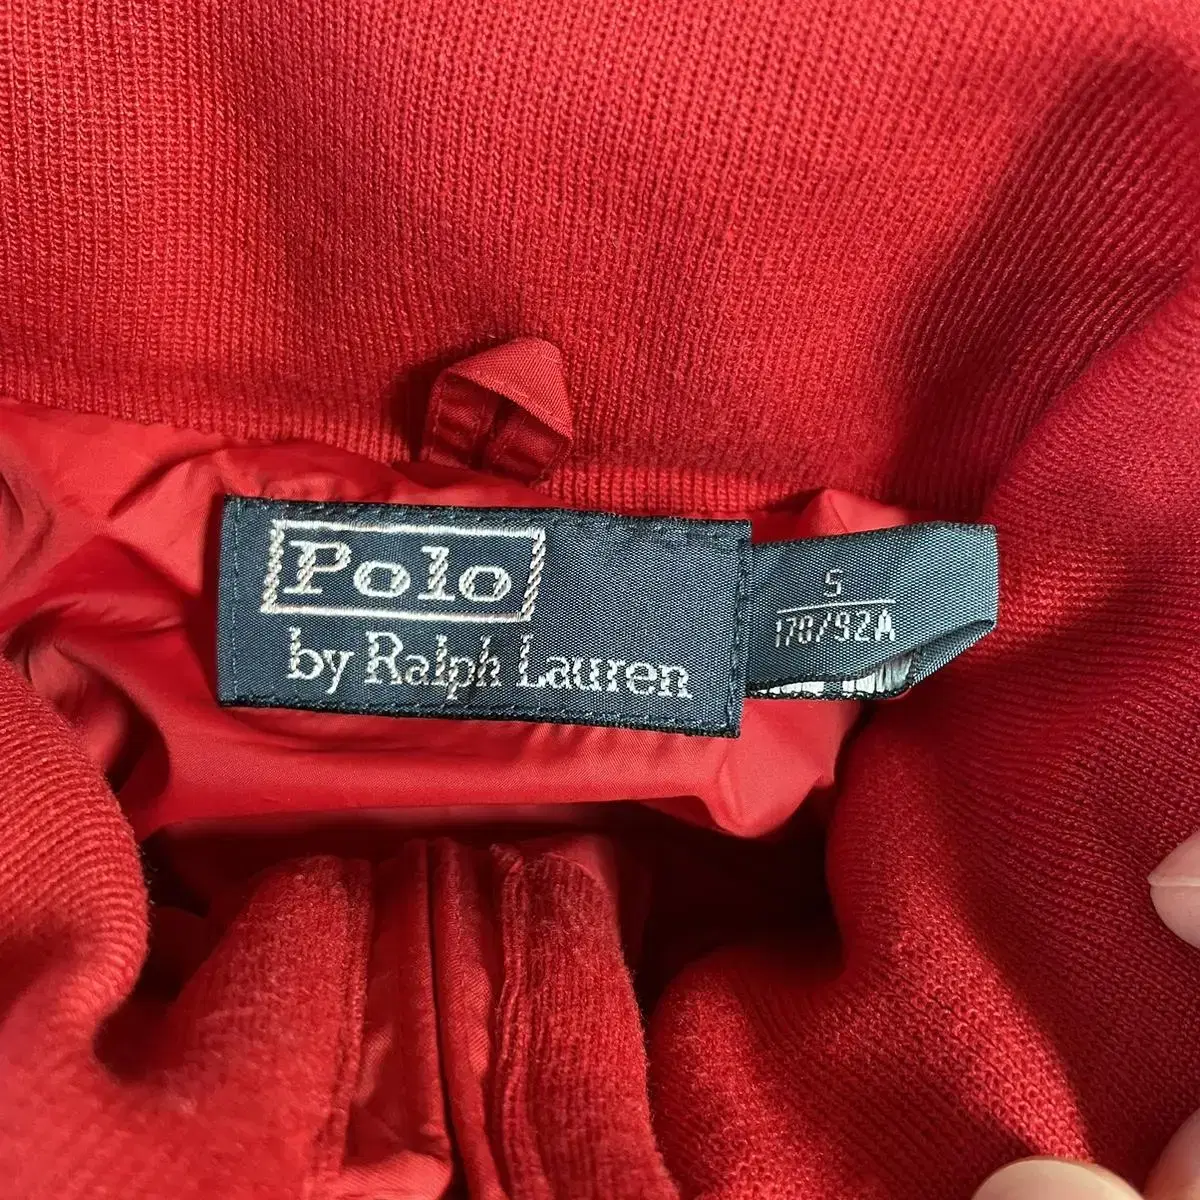 Polo
by Ralph Lauren
S
170/92A